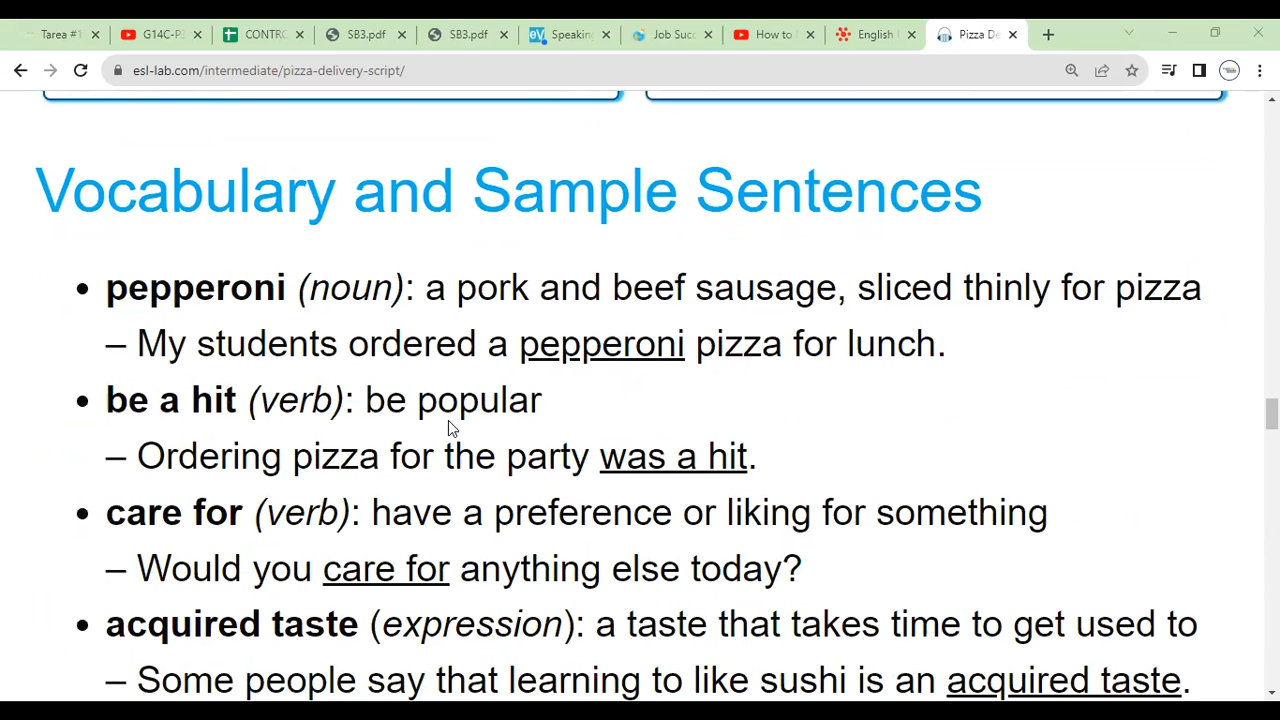 Tarea #1
G14C-P
CONTRO
SB3.pdf
SB3.pdf
Speaking
Job Succ
How to
English
Pizza De
esl-lab.com/intermediate/pizza-delivery-script/
Vocabulary and Sample Sentences
• pepperoni (noun): a pork and beef sausage, sliced thinly for pizza
– My students ordered a pepperoni pizza for lunch.
• be a hit (verb): be popular
– Ordering pizza for the party was a hit.
• care for (verb): have a preference or liking for something
– Would you care for anything else today?
• acquired taste (expression): a taste that takes time to get used to
– Some people say that learning to like sushi is an acquired taste.